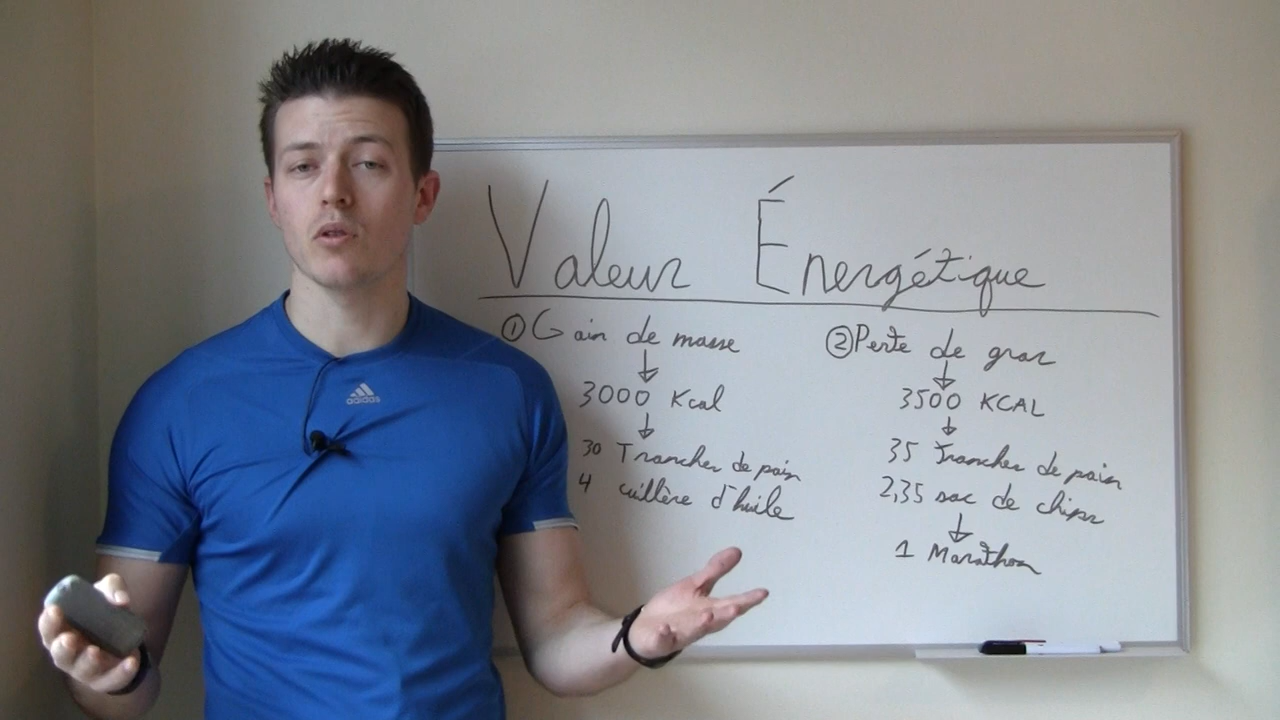 Valeur Énergétique
① Gain de masse
3000 Kcal
30 Tranches de pain
4 cuillère d'huile
② Perte de gras
3500 KCAL
35 Tranches de pain
2,35 sac de chips
1 Marathon
adidas